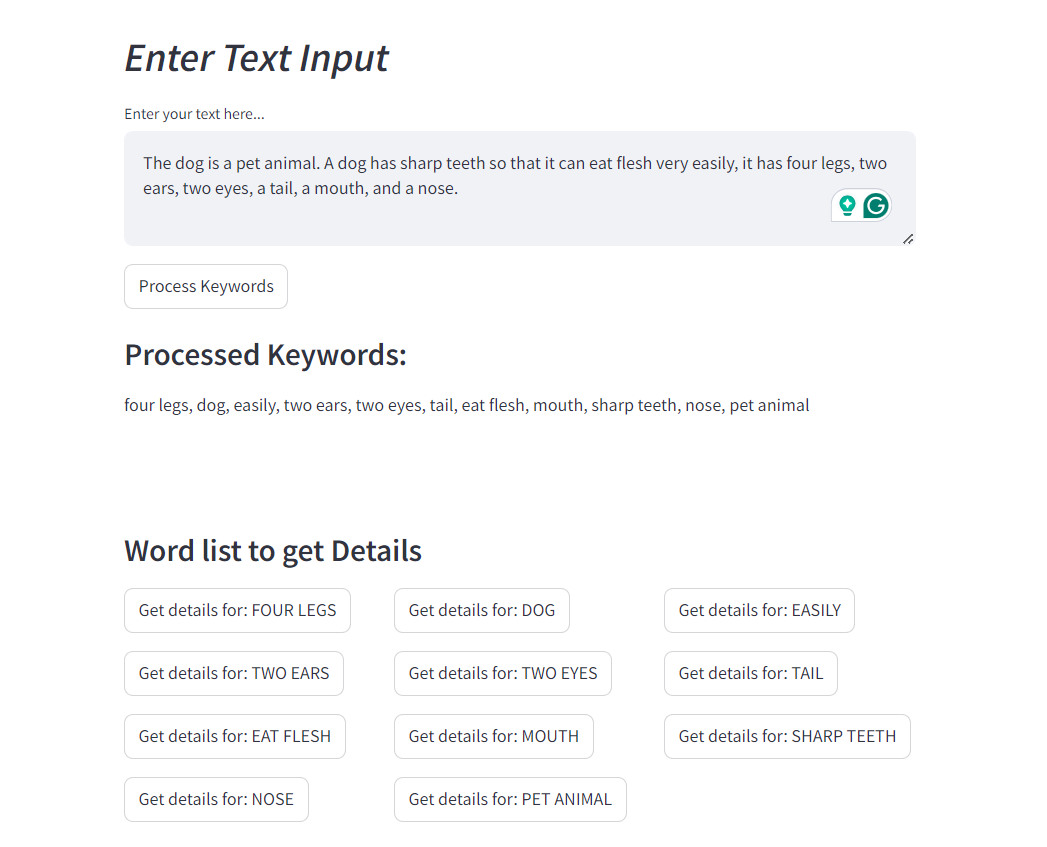 Enter Text Input
Enter your text here...
The dog is a pet animal. A dog has sharp teeth so that it can eat flesh very easily, it has four legs, two
ears, two eyes, a tail, a mouth, and a nose.
Process Keywords
Processed Keywords:
four legs, dog, easily, two ears, two eyes, tail, eat flesh, mouth, sharp teeth, nose, pet animal
Word list to get Details
Get details for: FOUR LEGS
Get details for: DOG
Get details for: EASILY
Get details for: TWO EARS
Get details for: TWO EYES
Get details for: TAIL
Get details for: EAT FLESH
Get details for: MOUTH
Get details for: SHARP TEETH
Get details for: NOSE
Get details for: PET ANIMAL